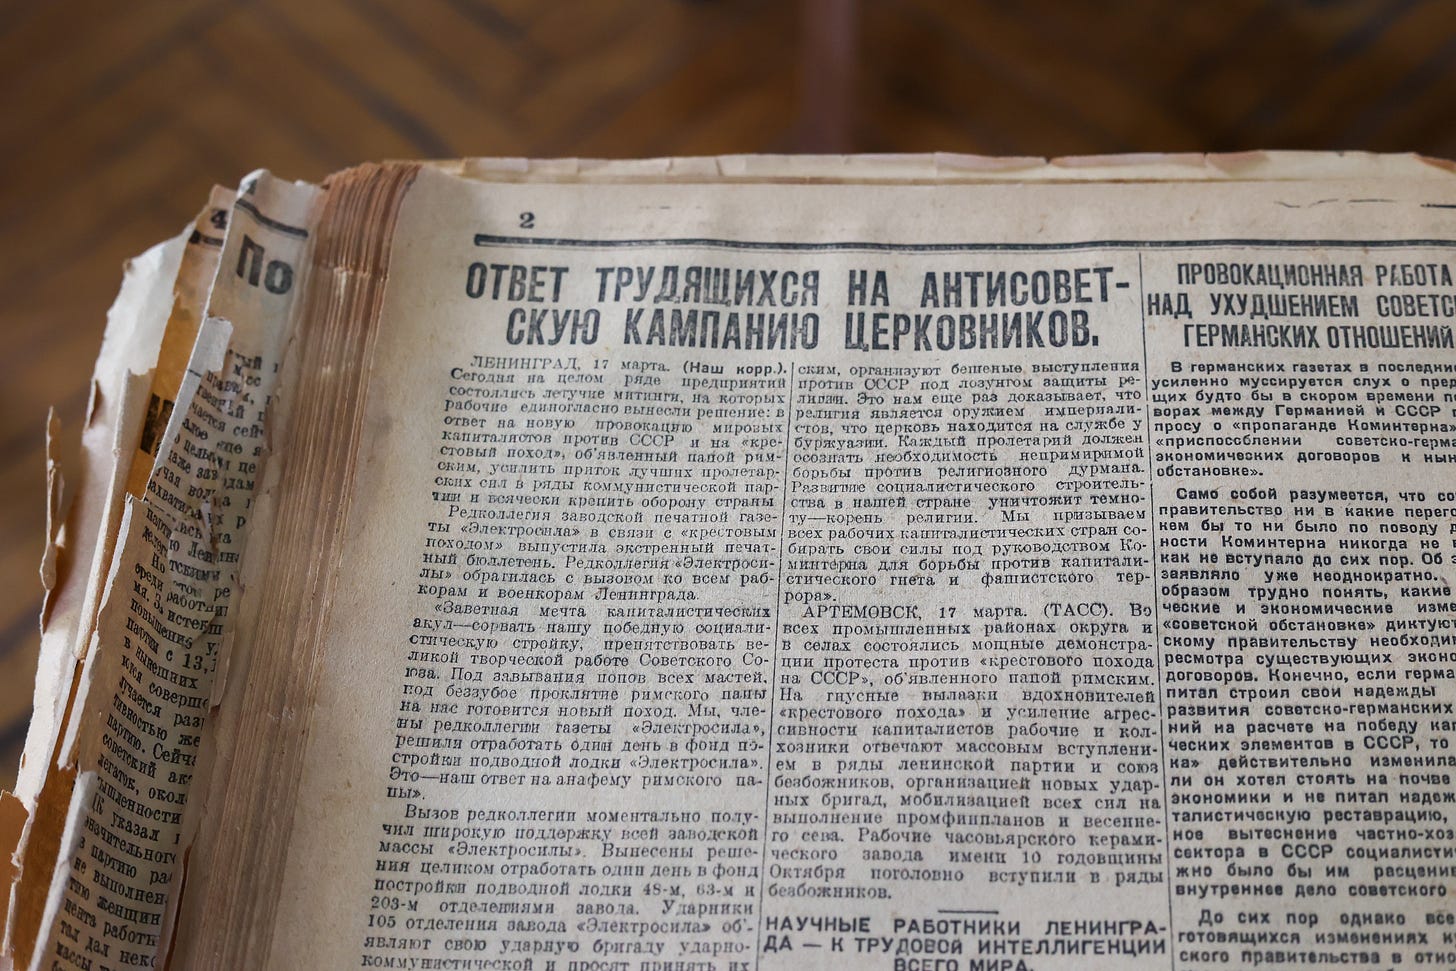 2
ОТВЕТ ТРУДЯЩИХСЯ НА АНТИСОВЕТ-
СКУЮ КАМПАНИЮ ЦЕРКОВНИКОВ.
ЛЕНИНГРАД, 17 марта. (Наш корр.).
Сегодня на целом ряде предприятий
состоялись летучие митинги, на которых
рабочие единогласно вынесли решение: в
ответ на новую провокацию мировых
капиталистов против СССР и на «кре-
стовый поход», об'явленный папой рим-
ским, усилить приток лучших пролетар-
ских сил в ряды коммунистической пар-
тии и всячески крепить оборону страны
Редколлегия заводской печатной газе-
ты «Электросила» в связи с «крестовым
походом» выпустила экстренный печат-
ный бюллетень. Редколлегия «Электроси-
лы» обратилась с вызовом ко всем раб-
корам и военкорам Ленинграда.
«Заветная мечта капиталистических
акул—сорвать нашу победную социали-
стическую стройку, препятствовать ве-
ликой творческой работе Советского Со-
юза. Под завывания попов всех мастей,
под беззубое проклятие римского папы
на нас готовится новый поход. Мы, чле-
ны редколлегии газеты «Электросила»,
решили отработать один день в фонд по-
стройки подводной лодки «Электросила».
Это—наш ответ на анафему римского па-
пы».
Вызов редколлегии моментально полу-
чил широкую поддержку всей заводской
массы «Электросилы». Вынесены реше-
ния целиком отработать один день в фонд
постройки подводной лодки 48-м, 63-м и
203-м отделениями завода. Ударники
105 отделения завода «Электросила» об'-
являют свою ударную бригаду ударно-
коммунистической и просят принять их
ским, организуют бешеные выступления
против СССР под лозунгом защиты ре-
лигии. Это нам еще раз доказывает, что
религия является оружием империали-
стов, что церковь находится на службе у
буржуазии. Каждый пролетарий должен
осознать необходимость непримиримой
борьбы против религиозного дурмана.
Развитие социалистического строитель-
ства в нашей стране уничтожит темно-
ту—корень религии. Мы призываем
всех рабочих капиталистических стран со-
бирать свои силы под руководством Ко-
минтерна для борьбы против капитали-
стического гнета и фашистского тер-
рора».
АРТЕМОВСК, 17 марта. (ТАСС). Во
всех промышленных районах округа и
в селах состоялись мощные демонстра-
ции протеста против «крестового похода
на СССР», об'явленного папой римским.
На гнусные вылазки вдохновителей
«крестового похода» и усиление агрес-
сивности капиталистов рабочие и кол-
хозники отвечают массовым вступлени-
ем в ряды ленинской партии и союз
безбожников, организацией новых удар-
ных бригад, мобилизацией всех сил на
выполнение промфинпланов и весенне-
го сева. Рабочие часовьярского керами-
ческого завода имени 10 годовщины
Октября поголовно вступили в ряды
безбожников.
НАУЧНЫЕ РАБОТНИКИ ЛЕНИНГРА-
ДА — К ТРУДОВОЙ ИНТЕЛЛИГЕНЦИИ
ВСЕГО МИРА.
ПРОВОКАЦИОННАЯ РАБОТА
НАД УХУДШЕНИЕМ СОВЕТС
ГЕРМАНСКИХ ОТНОШЕНИЙ
В германских газетах в последние
усиленно муссируется слух о пред
щих будто бы в скором времени пе
ворах между Германией и СССР п
просу о «пропаганде Коминтерна»
«приспособлении советско-герма
экономических договоров к нын
обстановке».
Само собой разумеется, что со
правительство ни в какие перего
кем бы то ни было по поводу д
ности Коминтерна никогда не в
как не вступало до сих пор. Об э
заявляло уже неоднократно.
образом трудно понять, какие
ческие и экономические изме
«советской обстановке» диктуют
скому правительству необходи
ресмотра существующих эконо
договоров. Конечно, если герма
питал строил свои надежды
развития советско-германских
ний на расчете на победу кап
ческих элементов в СССР, то
ка» действительно изменила
ли он хотел стоять на почве
экономики и не питал надеж
талистическую реставрацию,
ное вытеснение частно-хоз
сектора в СССР социалисти
жно было бы им расценив
внутреннее дело советского
До сих пор однако все
готовящихся изменениях к
ского правительства в отн
4
По